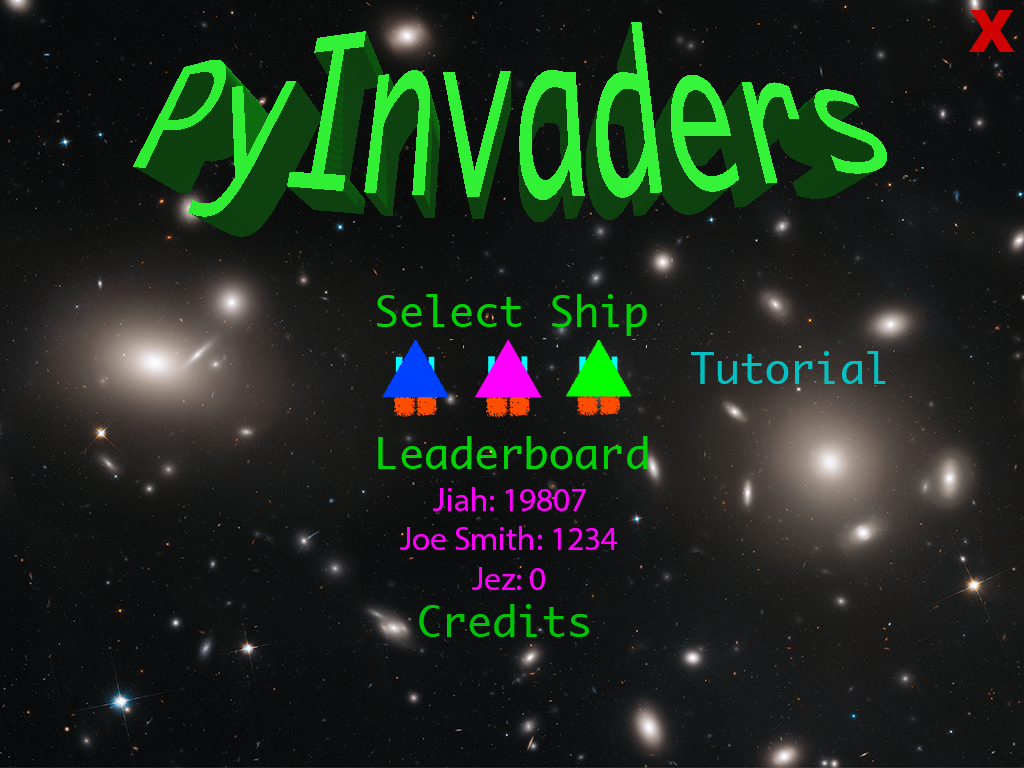 X
PyInvaders
Select Ship
Tutorial
Leaderboard
Jiah: 19807
Joe Smith: 1234
Jez: 0
Credits